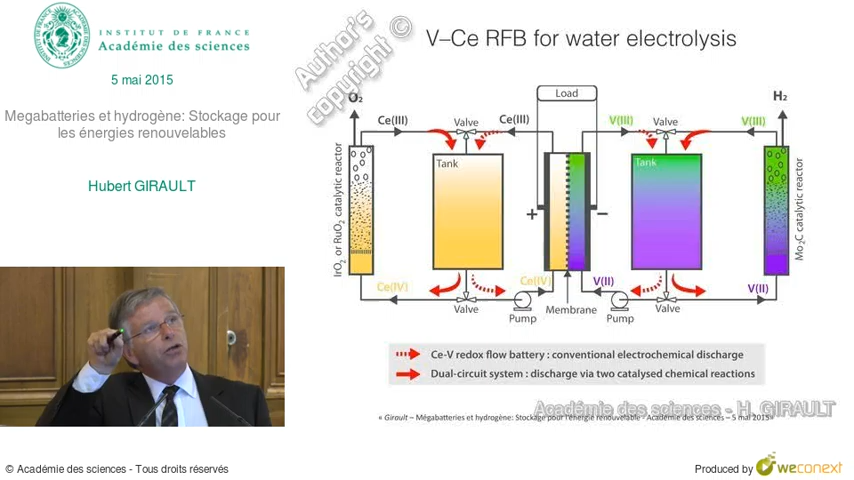 INSTITUT DE FRANCE
Académie des sciences
5 mai 2015
Megabatteries et hydrogène: Stockage pour
les énergies renouvelables
Hubert GIRAULT
Author's
copyright ©
V–Ce RFB for water electrolysis
Load
O₂
H₂
Ce(III)
Valve
Ce(III)
V(III)
Valve
V(III)
Tank
Tank
IrO₂ or RuO₂ catalytic reactor
+
–
Mo₂C catalytic reactor
Ce(IV)
Ce(IV)
V(II)
V(II)
Valve
Pump
Membrane
Pump
Valve
Ce-V redox flow battery : conventional electrochemical discharge
Dual-circuit system : discharge via two catalysed chemical reactions
Académie des sciences - H. GIRAULT
« Girault – Mégabatteries et hydrogène: Stockage pour l'énergie renouvelable - Académie des sciences – 5 mai 2015»
© Académie des sciences - Tous droits réservés
Produced by weconext